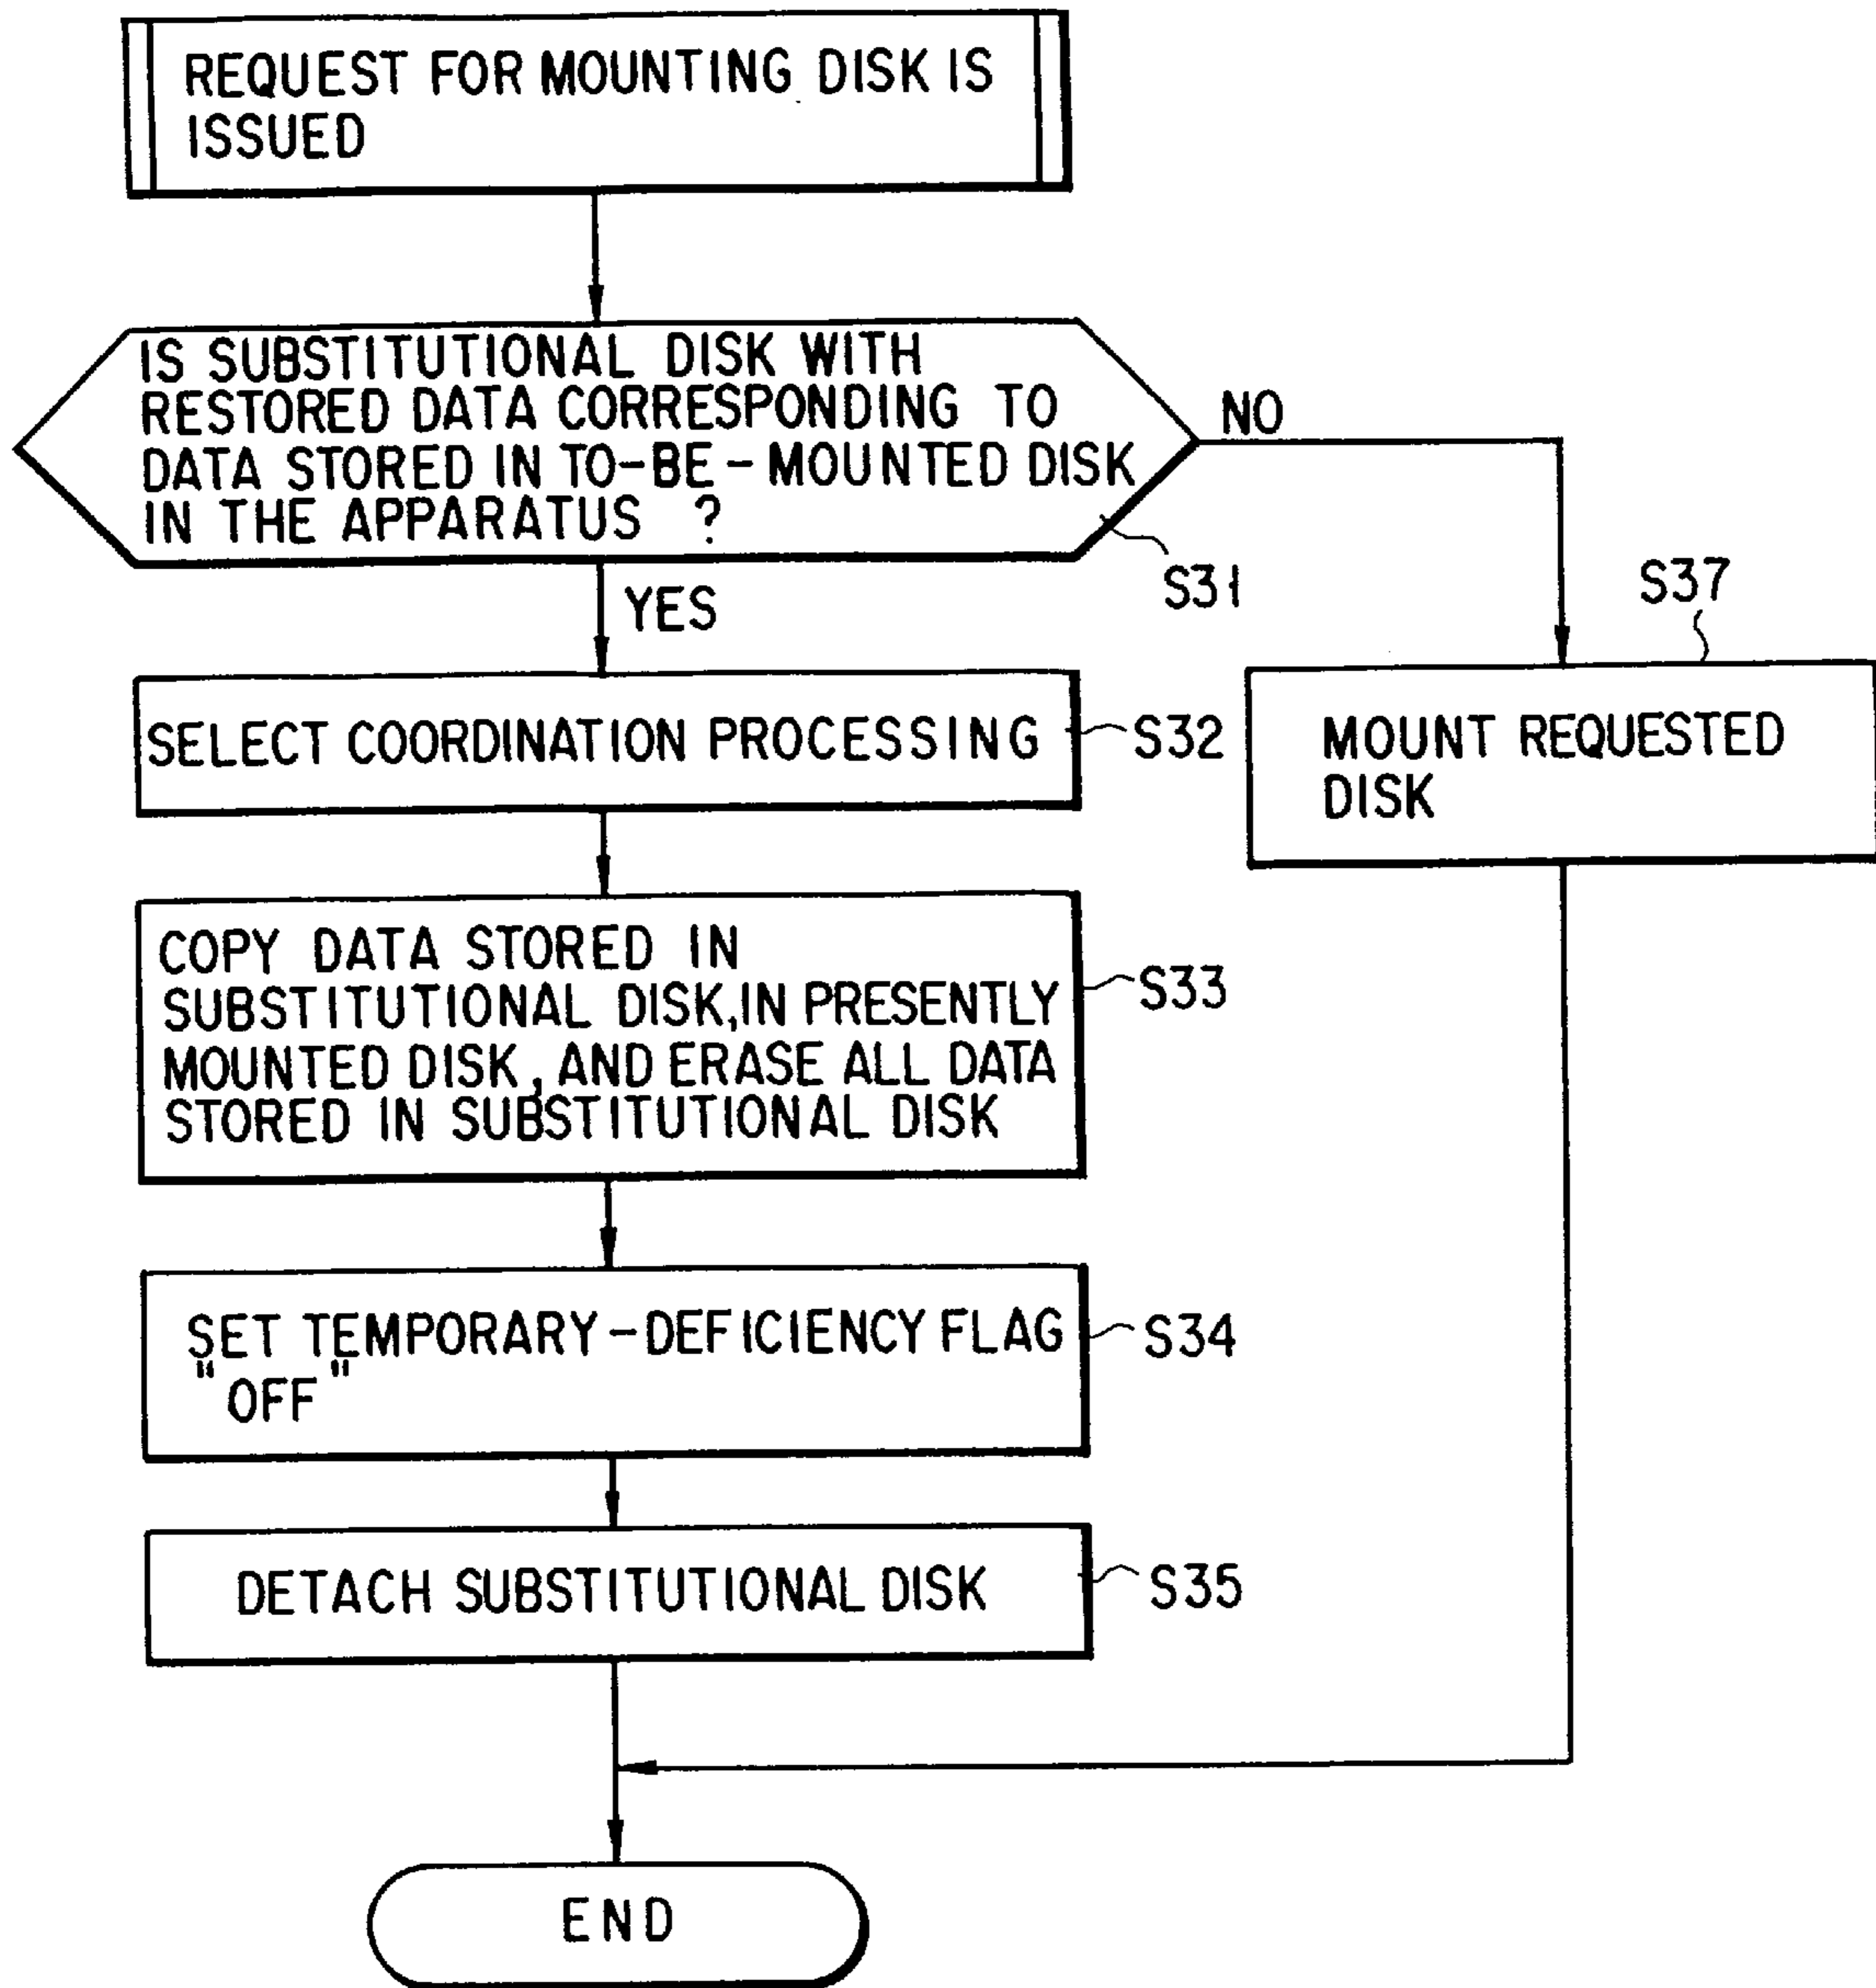 REQUEST FOR MOUNTING DISK IS
ISSUED
IS SUBSTITUTIONAL DISK WITH
RESTORED DATA CORRESPONDING TO
DATA STORED IN TO-BE-MOUNTED DISK
IN THE APPARATUS ?
NO
S31
YES
S37
SELECT COORDINATION PROCESSING
S32
MOUNT REQUESTED
DISK
COPY DATA STORED IN
SUBSTITUTIONAL DISK, IN PRESENTLY
MOUNTED DISK, AND ERASE ALL DATA
STORED IN SUBSTITUTIONAL DISK
S33
SET TEMPORARY-DEFICIENCY FLAG
"OFF"
S34
DETACH SUBSTITUTIONAL DISK
S35
END